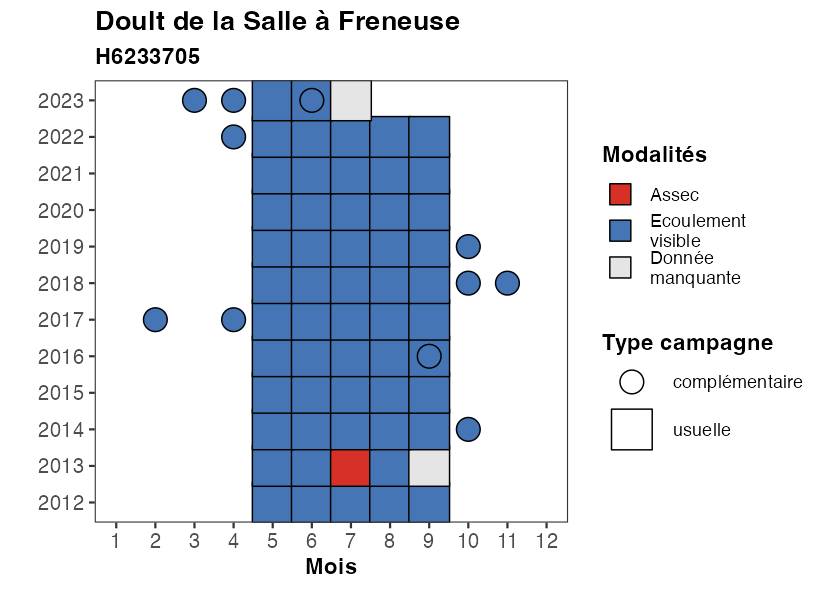 Doult de la Salle à Freneuse
H6233705
2023
2022
2021
2020
2019
2018
2017
2016
2015
2014
2013
2012
1 2 3 4 5 6 7 8 9 10 11 12
Mois
Modalités
Assec
Ecoulement
visible
Donnée
manquante
Type campagne
complémentaire
usuelle